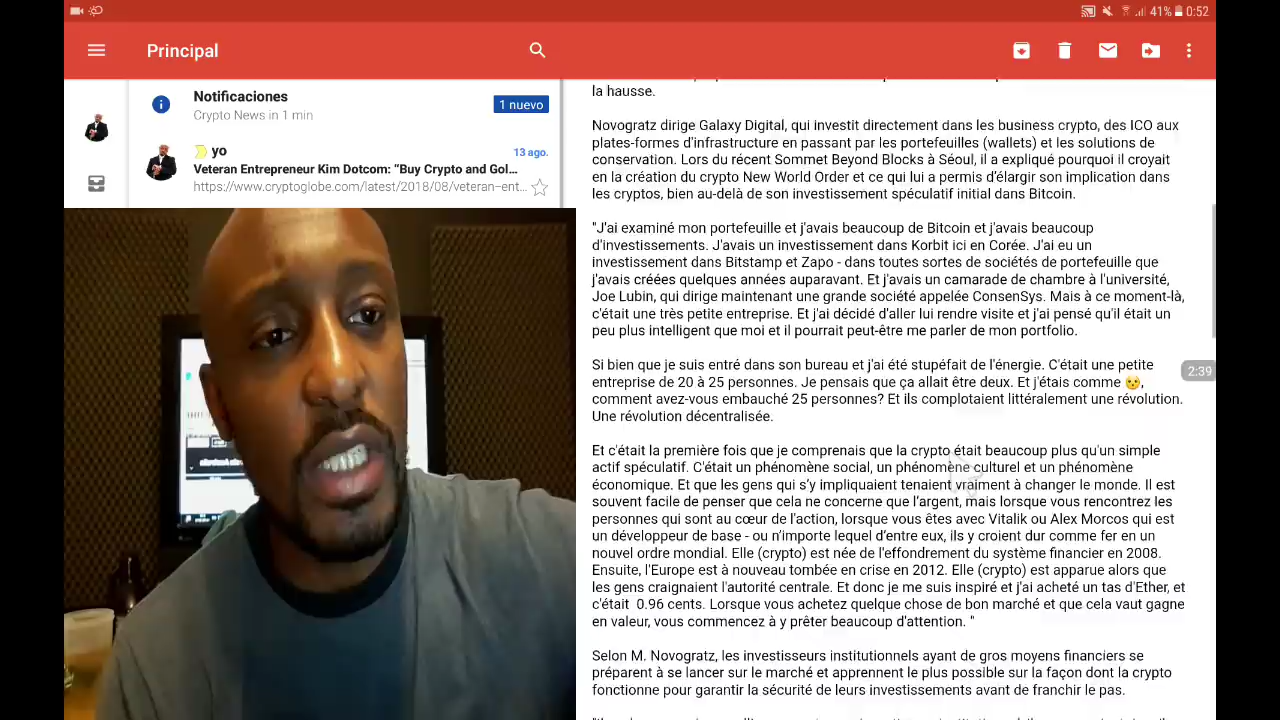 41% 0:52
Principal
Notificaciones
1 nuevo
Crypto News in 1 min
yo
13 ago.
Veteran Entrepreneur Kim Dotcom: “Buy Crypto and Gol...
https://www.cryptoglobe.com/latest/2018/08/veteran-ent...
la hausse.
Novogratz dirige Galaxy Digital, qui investit directement dans les business crypto, des ICO aux
plates-formes d'infrastructure en passant par les portefeuilles (wallets) et les solutions de
conservation. Lors du récent Sommet Beyond Blocks à Séoul, il a expliqué pourquoi il croyait
en la création du crypto New World Order et ce qui lui a permis d'élargir son implication dans
les cryptos, bien au-delà de son investissement spéculatif initial dans Bitcoin.
"J'ai examiné mon portefeuille et j'avais beaucoup de Bitcoin et j'avais beaucoup
d'investissements. J'avais un investissement dans Korbit ici en Corée. J'ai eu un
investissement dans Bitstamp et Zapo - dans toutes sortes de sociétés de portefeuille que
j'avais créées quelques années auparavant. Et j'avais un camarade de chambre à l'université,
Joe Lubin, qui dirige maintenant une grande société appelée ConsenSys. Mais à ce moment-là,
c'était une très petite entreprise. Et j'ai décidé d'aller lui rendre visite et j'ai pensé qu'il était un
peu plus intelligent que moi et il pourrait peut-être me parler de mon portfolio.
Si bien que je suis entré dans son bureau et j'ai été stupéfait de l'énergie. C'était une petite
entreprise de 20 à 25 personnes. Je pensais que ça allait être deux. Et j'étais comme 😯,
2:39
comment avez-vous embauché 25 personnes? Et ils complotaient littéralement une révolution.
Une révolution décentralisée.
Et c'était la première fois que je comprenais que la crypto était beaucoup plus qu'un simple
actif spéculatif. C'était un phénomène social, un phénomène culturel et un phénomène
économique. Et que les gens qui s'y impliquaient tenaient vraiment à changer le monde. Il est
souvent facile de penser que cela ne concerne que l'argent, mais lorsque vous rencontrez les
personnes qui sont au cœur de l'action, lorsque vous êtes avec Vitalik ou Alex Morcos qui est
un développeur de base - ou n'importe lequel d'entre eux, ils y croient dur comme fer en un
nouvel ordre mondial. Elle (crypto) est née de l'effondrement du système financier en 2008.
Ensuite, l'Europe est à nouveau tombée en crise en 2012. Elle (crypto) est apparue alors que
les gens craignaient l'autorité centrale. Et donc je me suis inspiré et j'ai acheté un tas d'Ether, et
c'était 0.96 cents. Lorsque vous achetez quelque chose de bon marché et que cela vaut gagne
en valeur, vous commencez à y prêter beaucoup d'attention. "
Selon M. Novogratz, les investisseurs institutionnels ayant de gros moyens financiers se
préparent à se lancer sur le marché et apprennent le plus possible sur la façon dont la crypto
fonctionne pour garantir la sécurité de leurs investissements avant de franchir le pas.